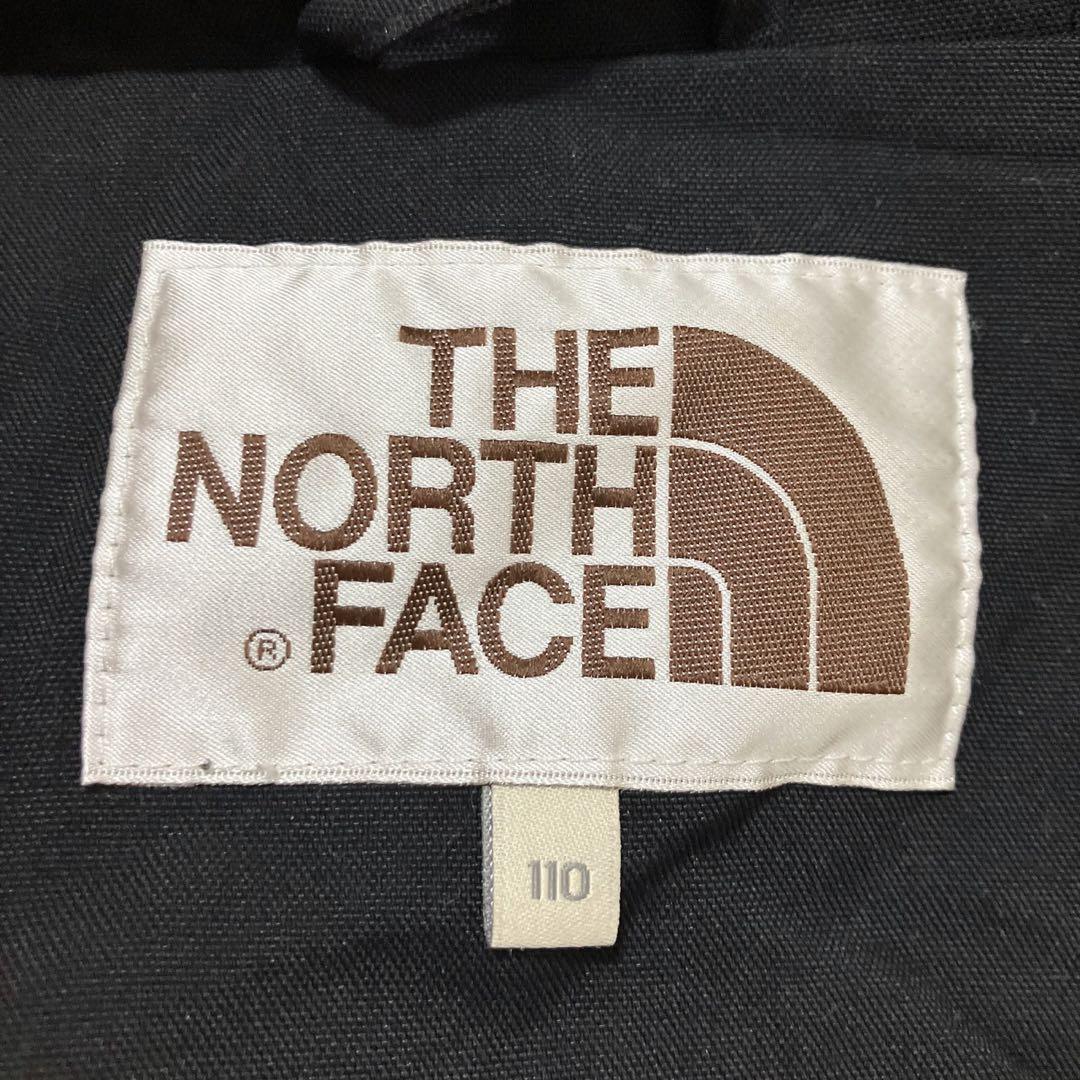 THE
NORTH
® FACE
110